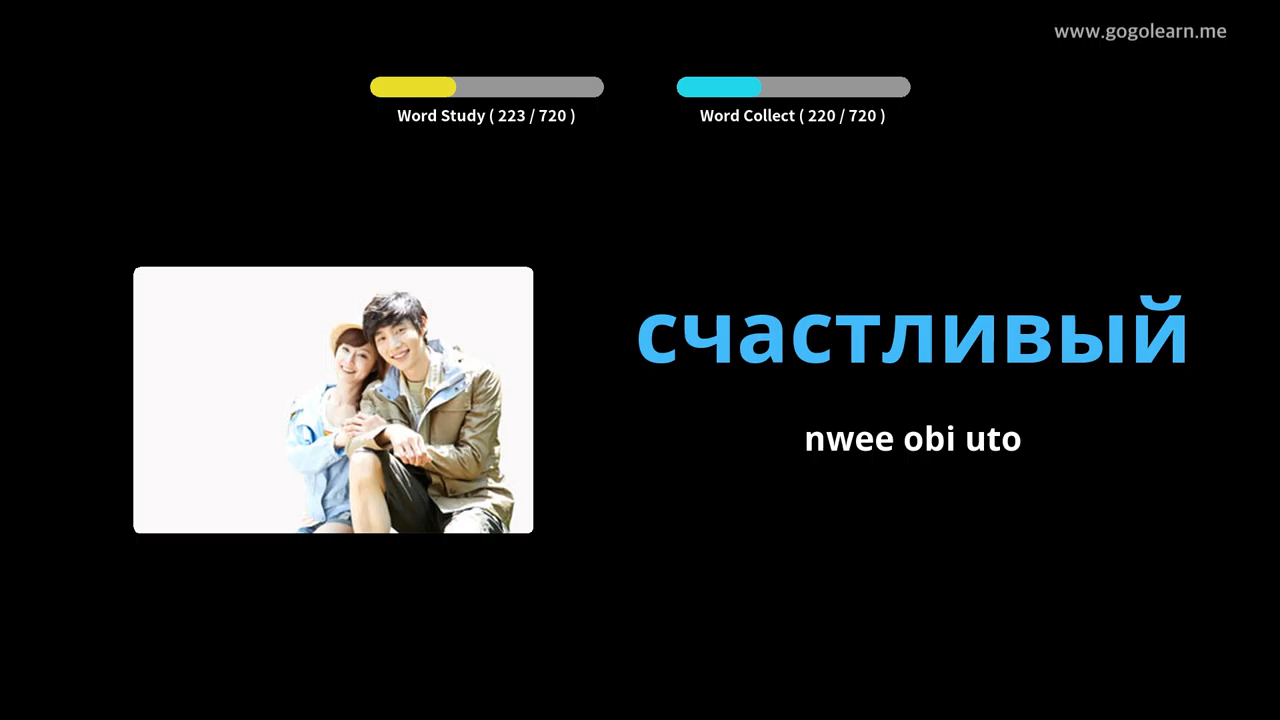 www.gogolearn.me
Word Study ( 223 / 720 )
Word Collect ( 220 / 720 )
счастливый
nwee obi uto